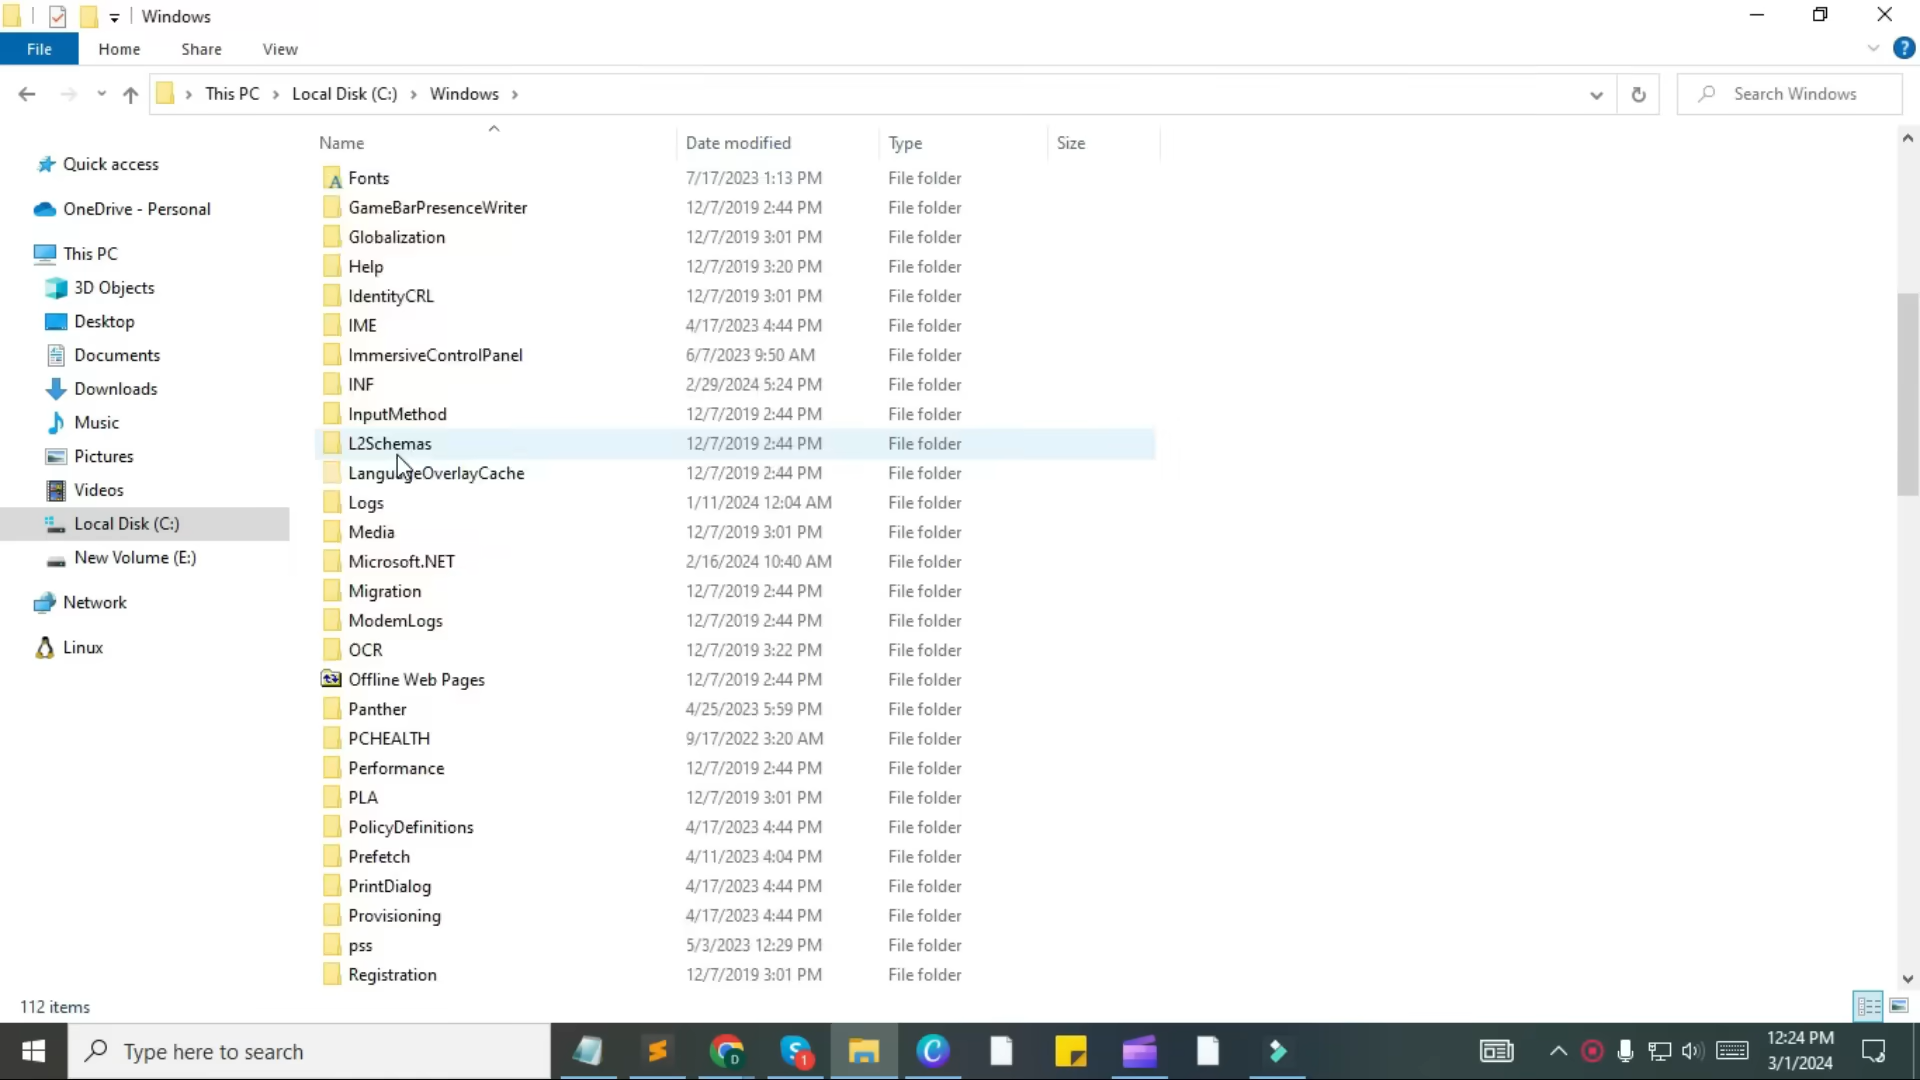 Windows
File Home Share View ?
This PC Local Disk (C:) Windows Search Windows
Name Date modified Type Size
Quick access
OneDrive - Personal
This PC
3D Objects
Desktop
Documents
Downloads
Music
Pictures
Videos
Local Disk (C:)
New Volume (E:)
Network
Linux
Fonts 7/17/2023 1:13 PM File folder
GameBarPresenceWriter 12/7/2019 2:44 PM File folder
Globalization 12/7/2019 3:01 PM File folder
Help 12/7/2019 3:20 PM File folder
IdentityCRL 12/7/2019 3:01 PM File folder
IME 4/17/2023 4:44 PM File folder
ImmersiveControlPanel 6/7/2023 9:50 AM File folder
INF 2/29/2024 5:24 PM File folder
InputMethod 12/7/2019 2:44 PM File folder
L2Schemas 12/7/2019 2:44 PM File folder
LanguageOverlayCache 12/7/2019 2:44 PM File folder
Logs 1/11/2024 12:04 AM File folder
Media 12/7/2019 3:01 PM File folder
Microsoft.NET 2/16/2024 10:40 AM File folder
Migration 12/7/2019 2:44 PM File folder
ModemLogs 12/7/2019 2:44 PM File folder
OCR 12/7/2019 3:22 PM File folder
Offline Web Pages 12/7/2019 2:44 PM File folder
Panther 4/25/2023 5:59 PM File folder
PCHEALTH 9/17/2022 3:20 AM File folder
Performance 12/7/2019 2:44 PM File folder
PLA 12/7/2019 3:01 PM File folder
PolicyDefinitions 4/17/2023 4:44 PM File folder
Prefetch 4/11/2023 4:04 PM File folder
PrintDialog 4/17/2023 4:44 PM File folder
Provisioning 4/17/2023 4:44 PM File folder
pss 5/3/2023 12:29 PM File folder
Registration 12/7/2019 3:01 PM File folder
112 items
Type here to search
D
S 1
C
12:24 PM
3/1/2024